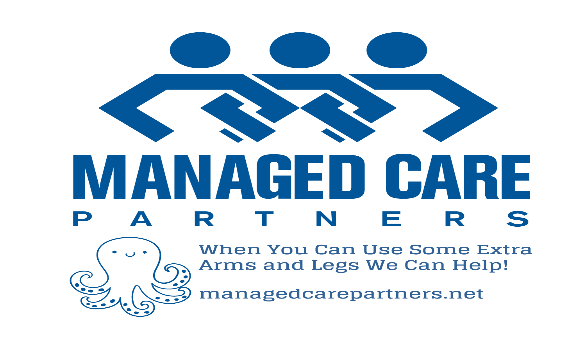 MANAGED CARE
PARTNERS
When You Can Use Some Extra
Arms and Legs We Can Help!
managedcarepartners.net